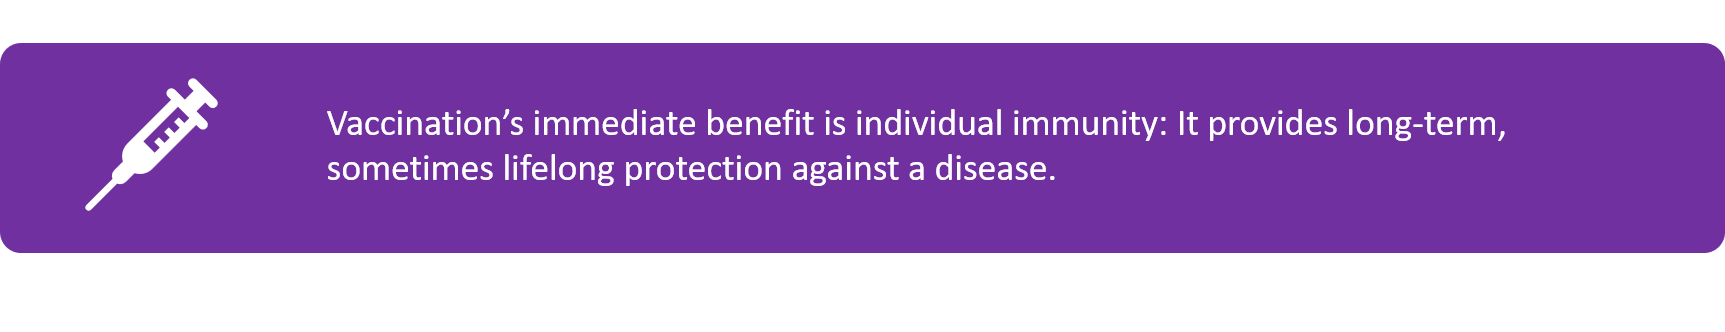 Vaccination’s immediate benefit is individual immunity: It provides long-term,
sometimes lifelong protection against a disease.